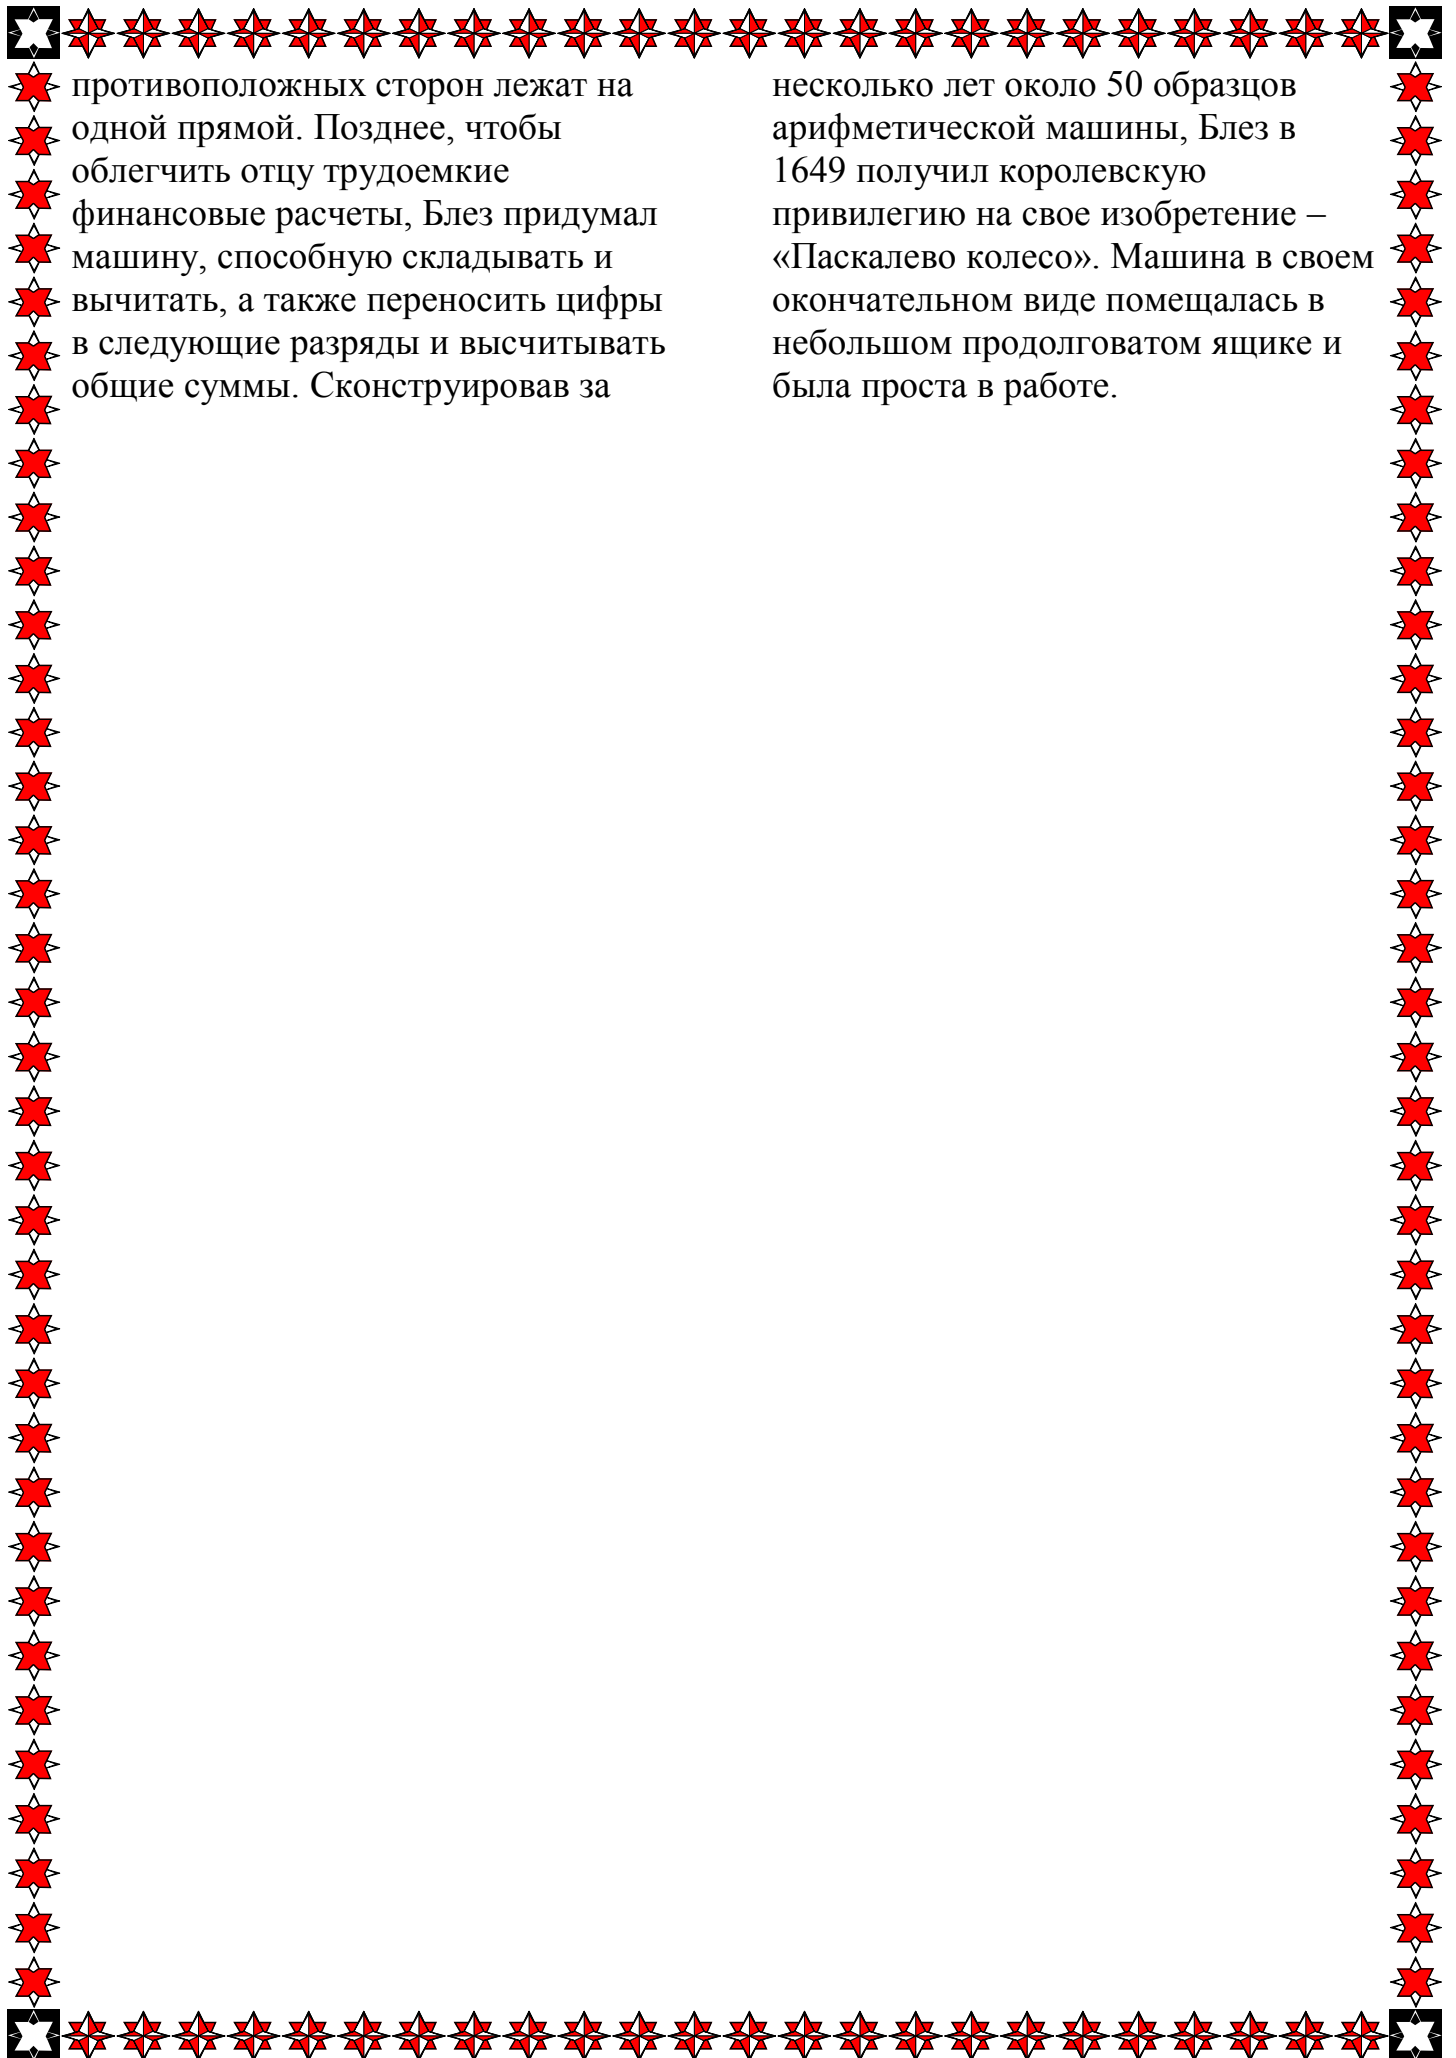 противоположных сторон лежат на
одной прямой. Позднее, чтобы
облегчить отцу трудоемкие
финансовые расчеты, Блез придумал
машину, способную складывать и
вычитать, а также переносить цифры
в следующие разряды и высчитывать
общие суммы. Сконструировав за
несколько лет около 50 образцов
арифметической машины, Блез в
1649 получил королевскую
привилегию на свое изобретение –
«Паскалево колесо». Машина в своем
окончательном виде помещалась в
небольшом продолговатом ящике и
была проста в работе.